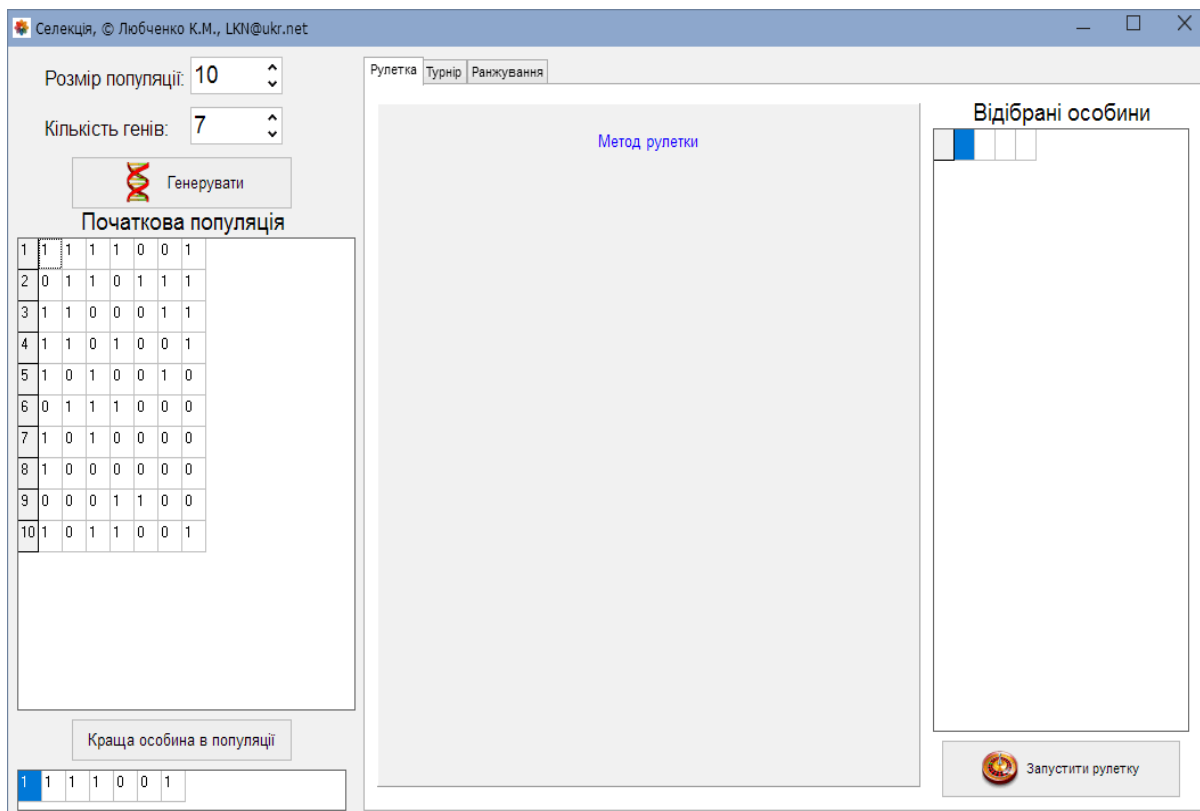 Селекція, © Любченко К.М., LKN@ukr.net
Розмір популяції: 10
Кількість генів: 7
Генерувати
Початкова популяція
1 1 1 1 1 0 0 1
2 0 1 1 0 1 1 1
3 1 1 0 0 0 1 1
4 1 1 0 1 0 0 1
5 1 0 1 0 0 1 0
6 0 1 1 1 0 0 0
7 1 0 1 0 0 0 0
8 1 0 0 0 0 0 0
9 0 0 0 1 1 0 0
10 1 0 1 1 0 0 1
Краща особина в популяції
1 1 1 1 0 0 1
Рулетка Турнір Ранжування
Метод рулетки
Відібрані особини
Запустити рулетку